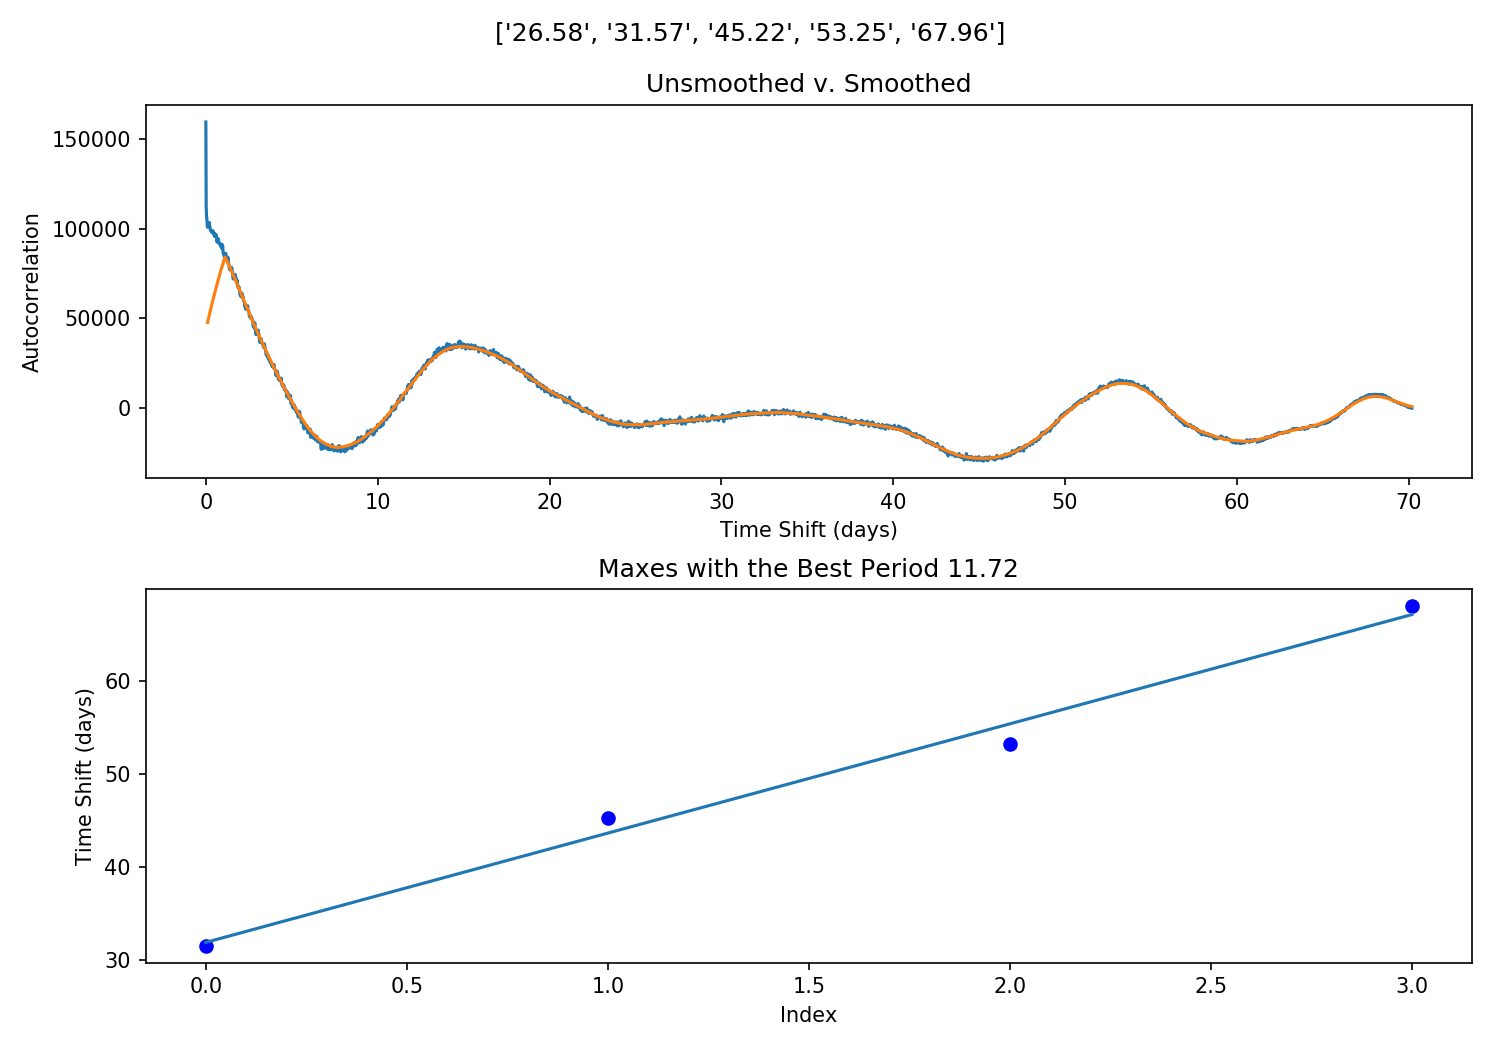 ['26.58', '31.57', '45.22', '53.25', '67.96']
Unsmoothed v. Smoothed
150000
100000
50000
0
Autocorrelation
0 10 20 30 40 50 60 70
Time Shift (days)
Maxes with the Best Period 11.72
60
50
40
30
Time Shift (days)
0.0 0.5 1.0 1.5 2.0 2.5 3.0
Index